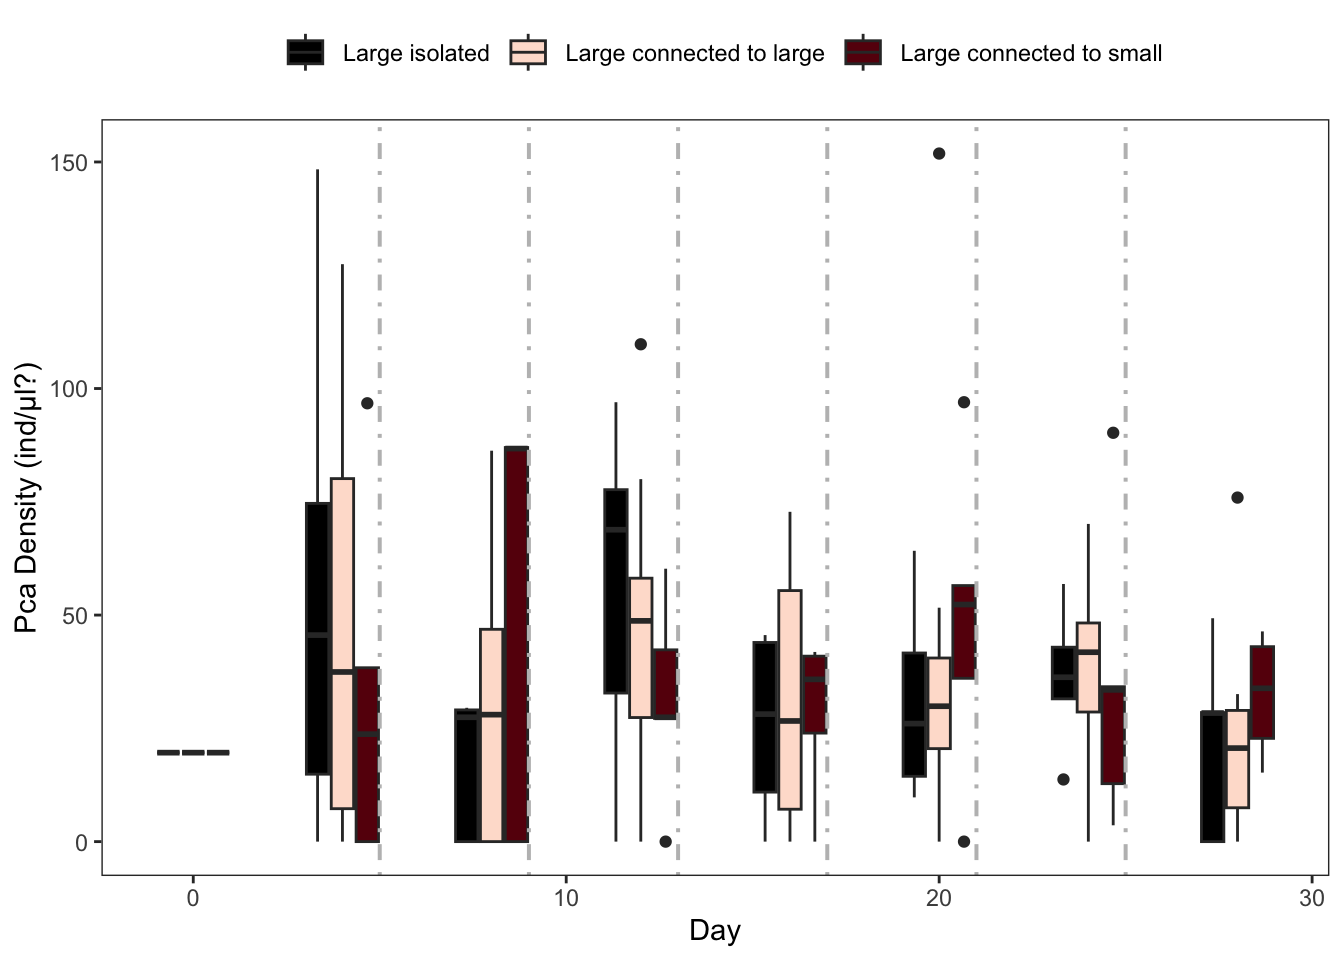 Large isolated Large connected to large Large connected to small
150
100
50
0
Pca Density (ind/µl?)
0 10 20 30
Day